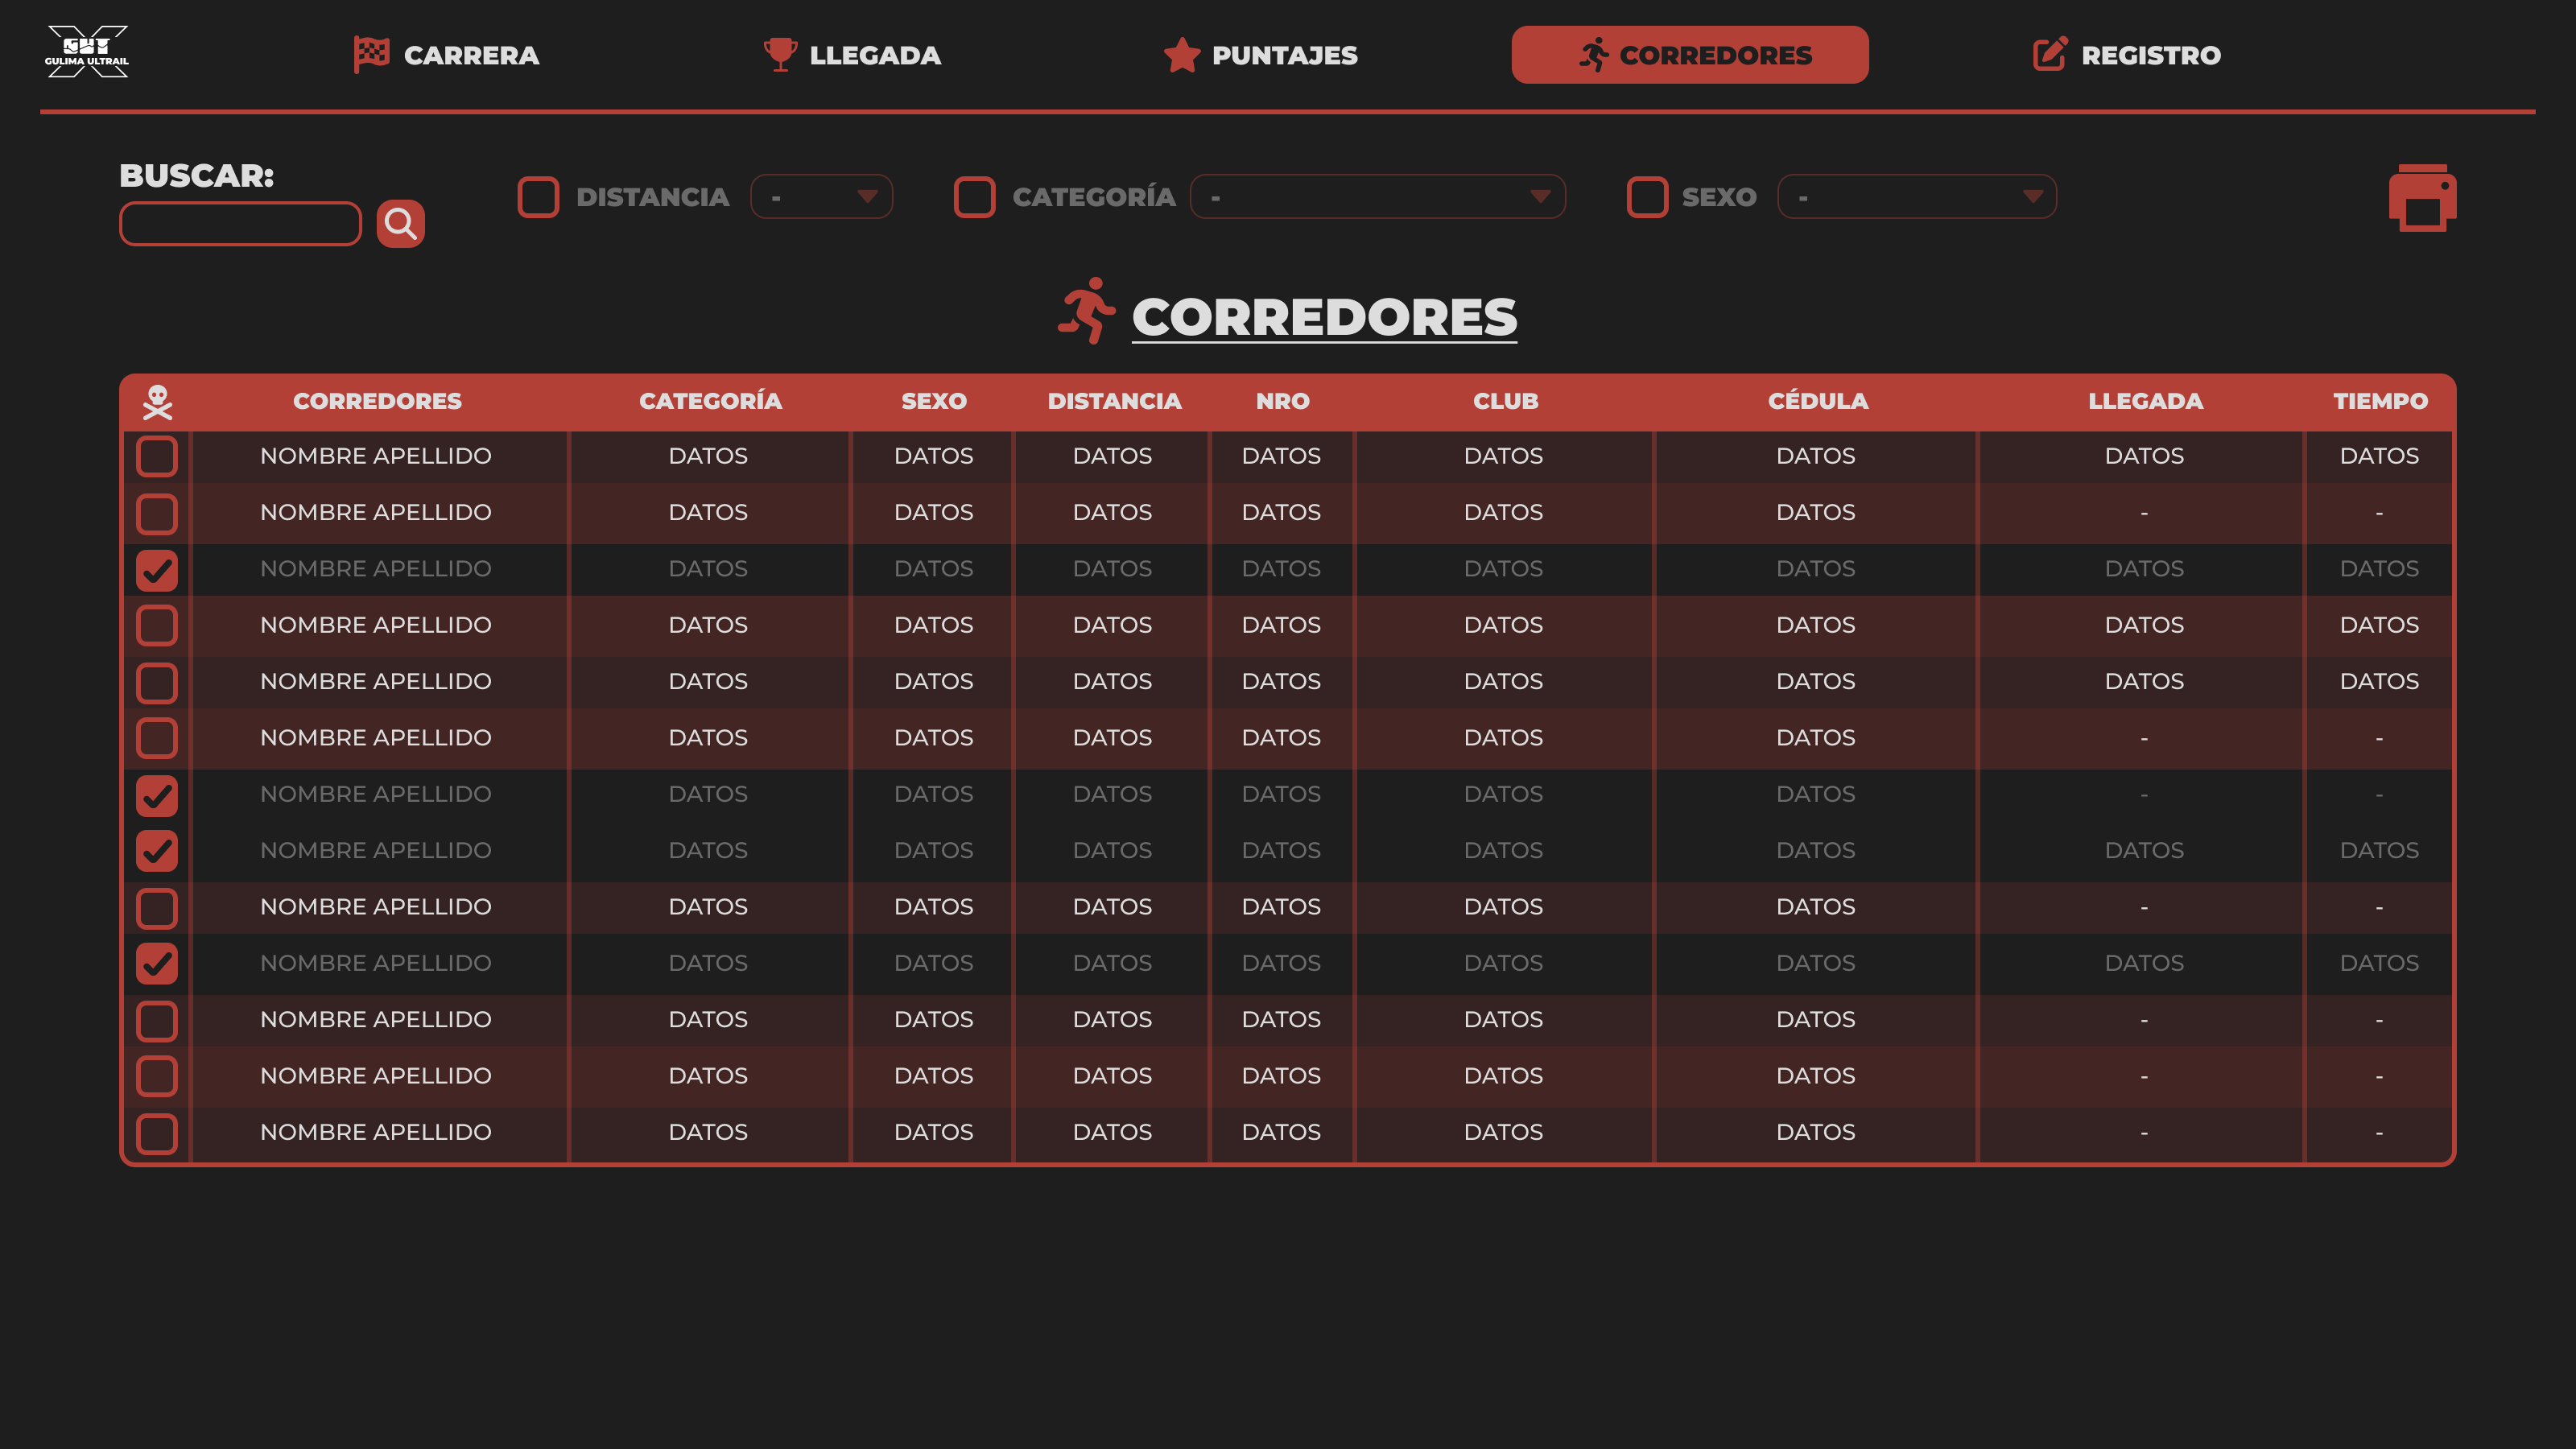 GUT
GULIMA ULTRAIL
CARRERA LLEGADA PUNTAJES CORREDORES REGISTRO
BUSCAR:
DISTANCIA - CATEGORÍA - SEXO -
CORREDORES
CORREDORES CATEGORÍA SEXO DISTANCIA NRO CLUB CÉDULA LLEGADA TIEMPO
NOMBRE APELLIDO DATOS DATOS DATOS DATOS DATOS DATOS DATOS DATOS
NOMBRE APELLIDO DATOS DATOS DATOS DATOS DATOS DATOS - -
NOMBRE APELLIDO DATOS DATOS DATOS DATOS DATOS DATOS DATOS DATOS
NOMBRE APELLIDO DATOS DATOS DATOS DATOS DATOS DATOS DATOS DATOS
NOMBRE APELLIDO DATOS DATOS DATOS DATOS DATOS DATOS DATOS DATOS
NOMBRE APELLIDO DATOS DATOS DATOS DATOS DATOS DATOS - -
NOMBRE APELLIDO DATOS DATOS DATOS DATOS DATOS DATOS - -
NOMBRE APELLIDO DATOS DATOS DATOS DATOS DATOS DATOS DATOS DATOS
NOMBRE APELLIDO DATOS DATOS DATOS DATOS DATOS DATOS - -
NOMBRE APELLIDO DATOS DATOS DATOS DATOS DATOS DATOS DATOS DATOS
NOMBRE APELLIDO DATOS DATOS DATOS DATOS DATOS DATOS - -
NOMBRE APELLIDO DATOS DATOS DATOS DATOS DATOS DATOS - -
NOMBRE APELLIDO DATOS DATOS DATOS DATOS DATOS DATOS - -